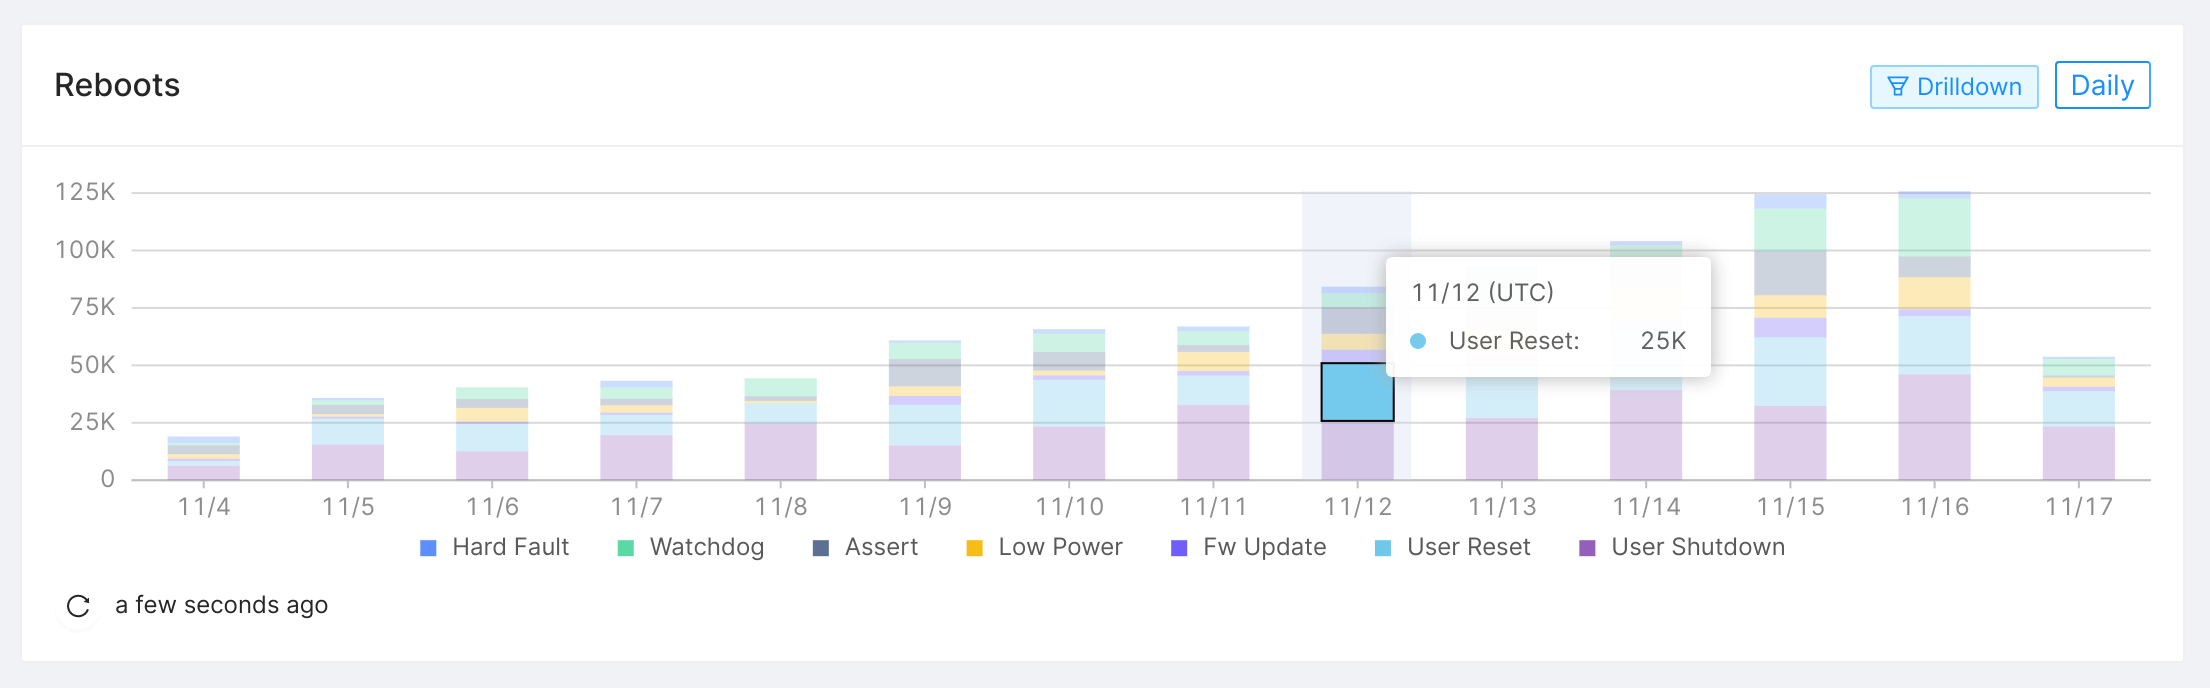 Reboots
Drilldown
Daily
125K
100K
75K
50K
25K
0
11/12 (UTC)
User Reset: 25K
11/4 11/5 11/6 11/7 11/8 11/9 11/10 11/11 11/12 11/13 11/14 11/15 11/16 11/17
Hard Fault Watchdog Assert Low Power Fw Update User Reset User Shutdown
a few seconds ago